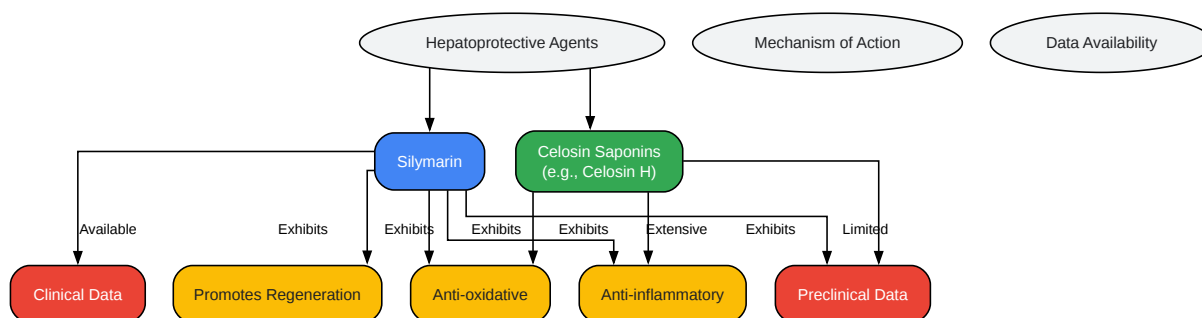 Hepatoprotective Agents
Mechanism of Action
Data Availability
Silymarin
Celosin Saponins
(e.g., Celosin H)
Available
Exhibits
Exhibits
Exhibits
Exhibits
Extensive
Exhibits
Limited
Clinical Data
Promotes Regeneration
Anti-oxidative
Anti-inflammatory
Preclinical Data